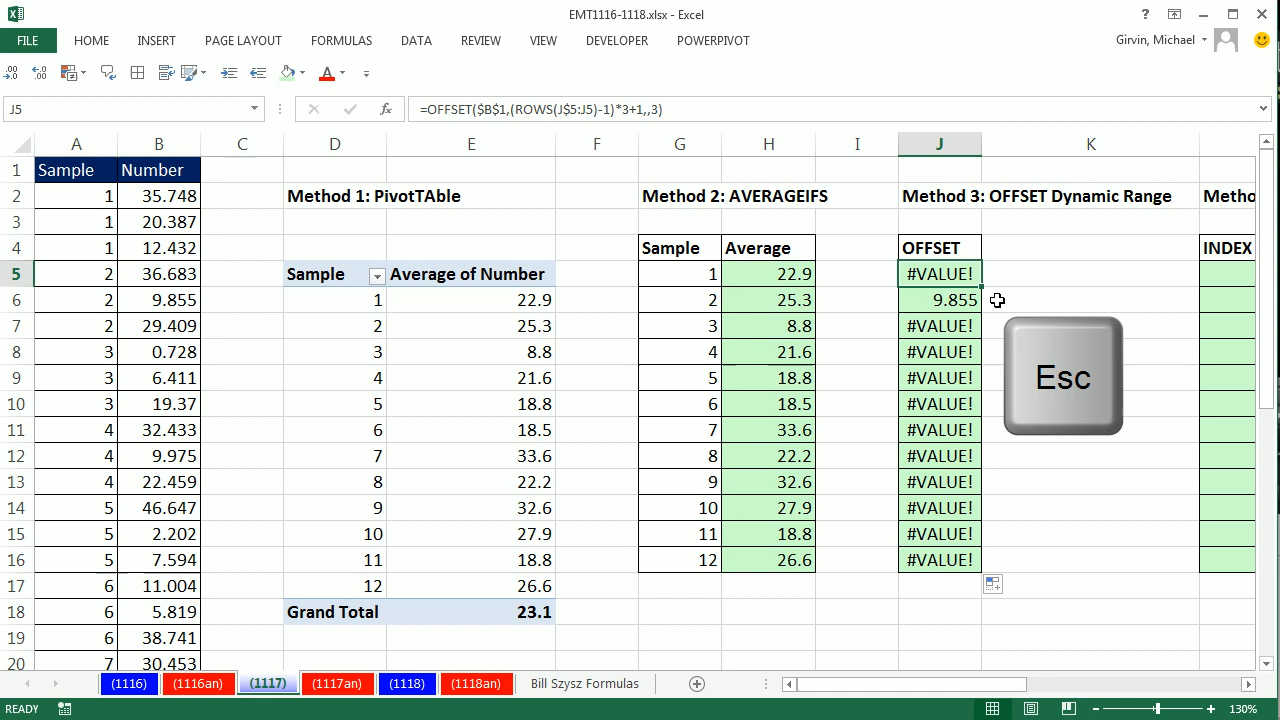 EMT1116-1118.xlsx - Excel
?
FILE HOME INSERT PAGE LAYOUT FORMULAS DATA REVIEW VIEW DEVELOPER POWERPIVOT Girvin, Michael
J5 fx =OFFSET($B$1,(ROWS(J$5:J5)-1)*3+1,,3)
A B C D E F G H I J K
1 Sample Number
2 1 35.748 Method 1: PivotTAble Method 2: AVERAGEIFS Method 3: OFFSET Dynamic Range Metho
3 1 20.387
4 1 12.432 Sample Average OFFSET INDEX
5 2 36.683 Sample Average of Number 1 22.9 #VALUE!
6 2 9.855 1 22.9 2 25.3 9.855
7 2 29.409 2 25.3 3 8.8 #VALUE!
8 3 0.728 3 8.8 4 21.6 #VALUE!
9 3 6.411 4 21.6 5 18.8 #VALUE!
10 3 19.37 5 18.8 6 18.5 #VALUE!
11 4 32.433 6 18.5 7 33.6 #VALUE!
12 4 9.975 7 33.6 8 22.2 #VALUE!
13 4 22.459 8 22.2 9 32.6 #VALUE!
14 5 46.647 9 32.6 10 27.9 #VALUE!
15 5 2.202 10 27.9 11 18.8 #VALUE!
16 5 7.594 11 18.8 12 26.6 #VALUE!
17 6 11.004 12 26.6
18 6 5.819 Grand Total 23.1
19 6 38.741
20 7 30.453
Esc
(1116) (1116an) (1117) (1117an) (1118) (1118an) Bill Szysz Formulas
READY 130%